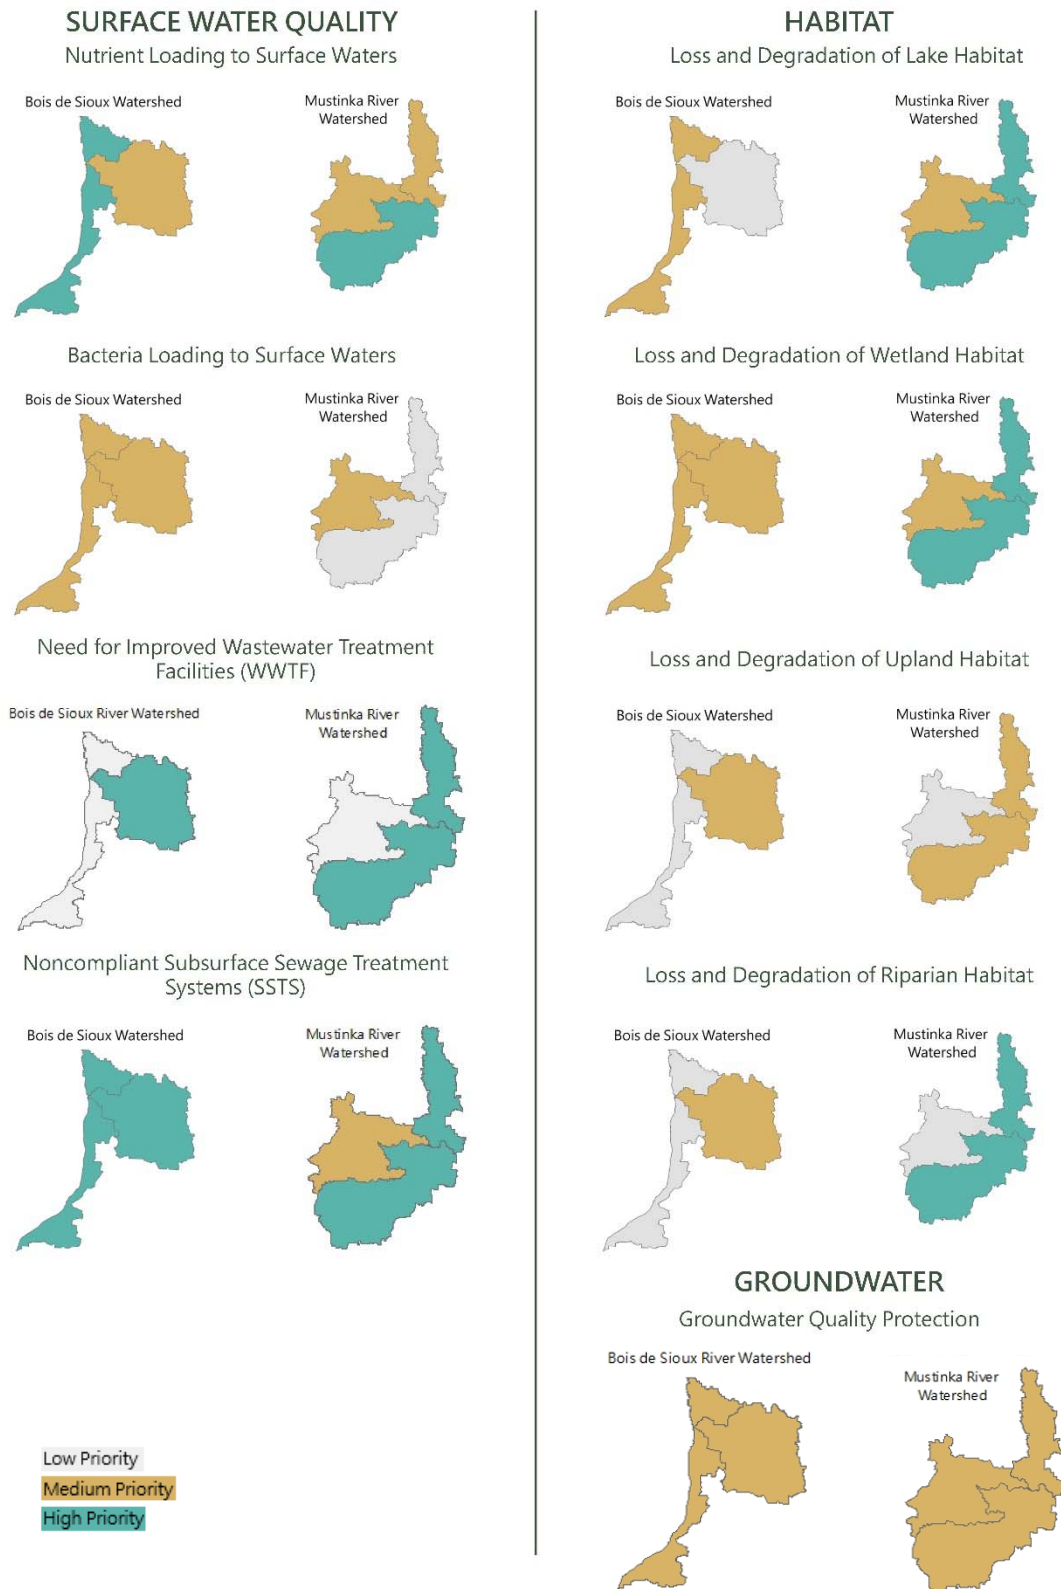 SURFACE WATER QUALITY
Nutrient Loading to Surface Waters
Bois de Sioux Watershed
Mustinka River
Watershed
Bacteria Loading to Surface Waters
Bois de Sioux Watershed
Mustinka River
Watershed
Need for Improved Wastewater Treatment
Facilities (WWTF)
Bois de Sioux River Watershed
Mustinka River
Watershed
Noncompliant Subsurface Sewage Treatment
Systems (SSTS)
Bois de Sioux Watershed
Mustinka River
Watershed
Low Priority
Medium Priority
High Priority
HABITAT
Loss and Degradation of Lake Habitat
Bois de Sioux Watershed
Mustinka River
Watershed
Loss and Degradation of Wetland Habitat
Bois de Sioux Watershed
Mustinka River
Watershed
Loss and Degradation of Upland Habitat
Bois de Sioux Watershed
Mustinka River
Watershed
Loss and Degradation of Riparian Habitat
Bois de Sioux Watershed
Mustinka River
Watershed
GROUNDWATER
Groundwater Quality Protection
Bois de Sioux River Watershed
Mustinka River
Watershed